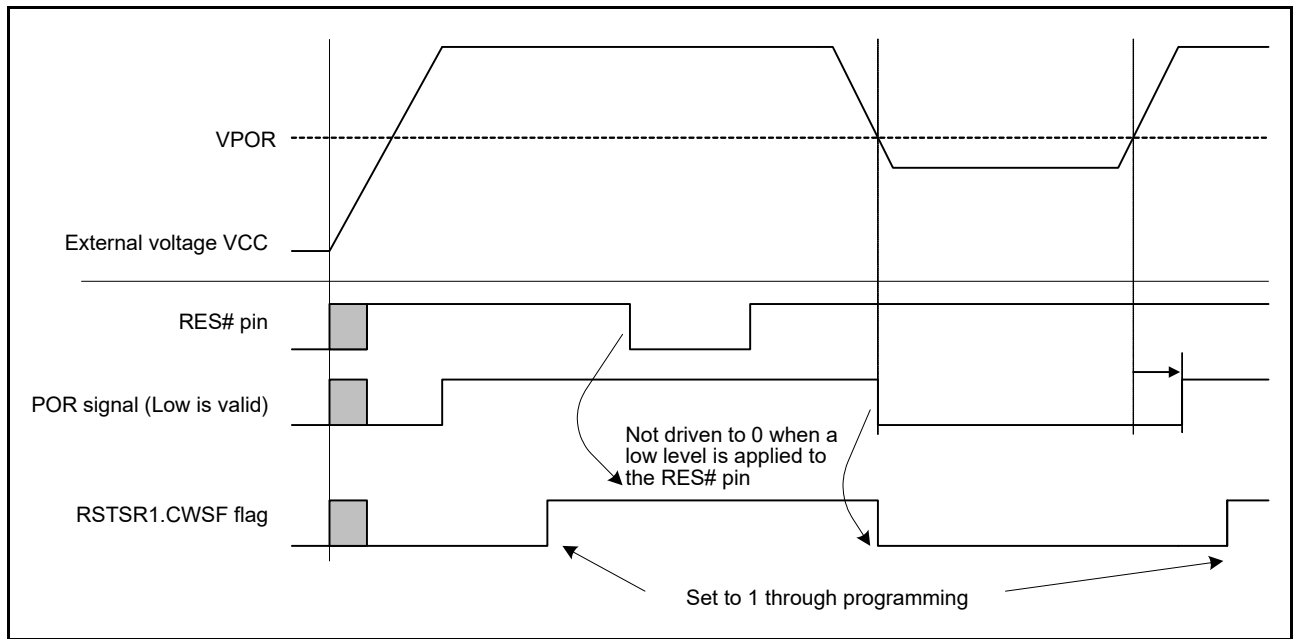 VPOR
External voltage VCC
RES# pin
POR signal (Low is valid)
Not driven to 0 when a
low level is applied to
the RES# pin
RSTSR1.CWSF flag
Set to 1 through programming